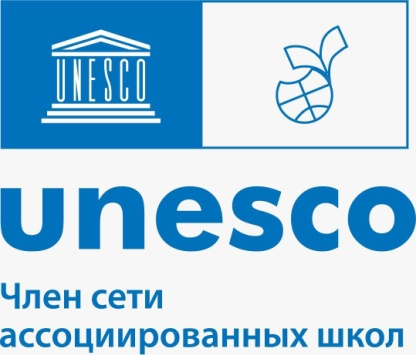 UNESCO
unesco
Член сети
ассоциированных школ